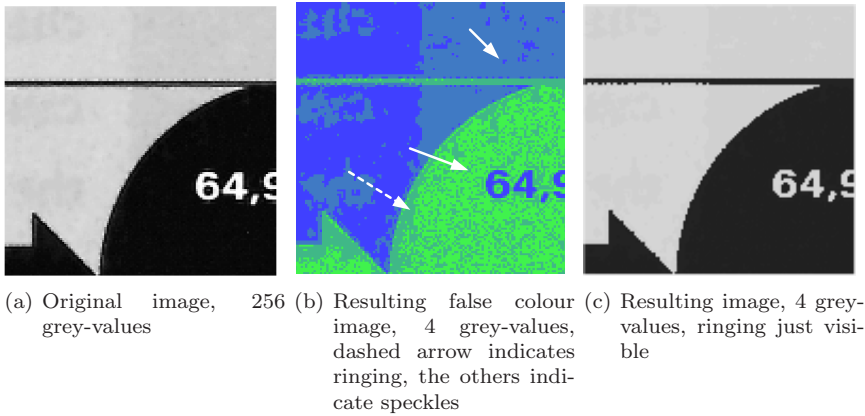 64,9
64,9
64,9
(a) Original image, 256
grey-values
(b) Resulting false colour
image, 4 grey-values,
dashed arrow indicates
ringing, the others indi-
cate speckles
(c) Resulting image, 4 grey-
values, ringing just visi-
ble